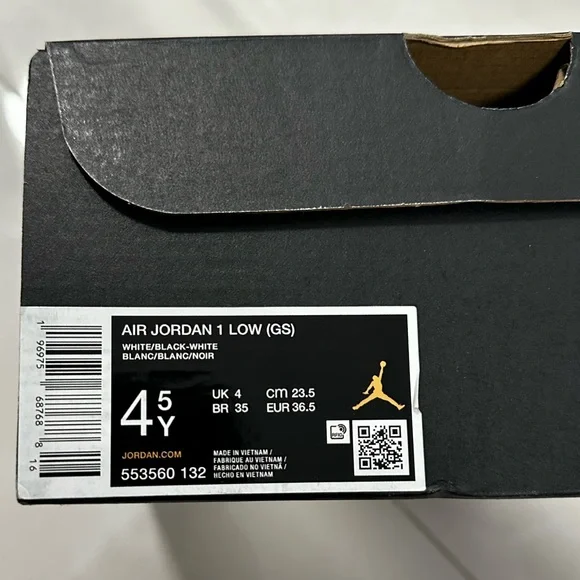 AIR JORDAN 1 LOW (GS)
WHITE/BLACK-WHITE
BLANC/BLANC/NOIR
4 5Y
UK 4 CM 23.5
BR 35 EUR 36.5
JORDAN.COM
553560 132
MADE IN VIETNAM /
FABRIQUE AU VIETNAM /
FABRICADO NO VIETNÃ /
HECHO EN VIETNAM
RFID
1 96975 68768 8 16